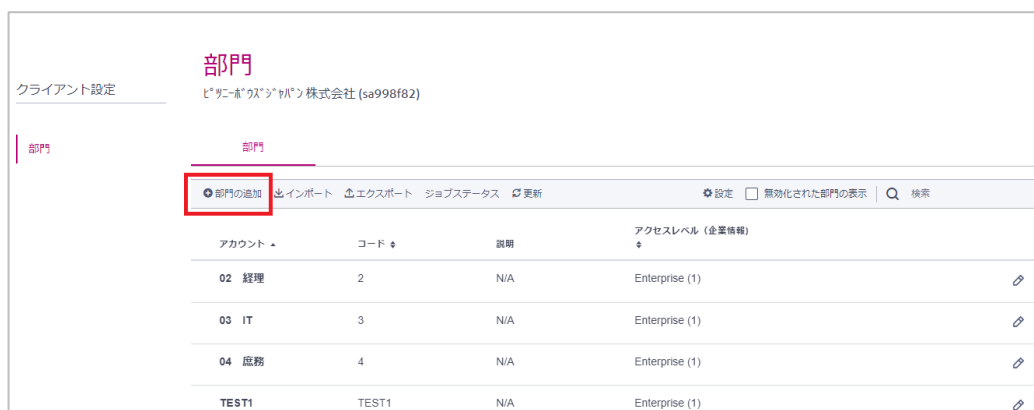 部門
クライアント設定
ピツニーボウズジヤパン株式会社 (sa998f82)
部門
部門
部門の追加 インポート エクスポート ジョブステータス 更新 設定 無効化された部門の表示 検索
アカウント コード 説明 アクセスレベル（企業情報)
02 経理 2 N/A Enterprise (1)
03 IT 3 N/A Enterprise (1)
04 庶務 4 N/A Enterprise (1)
TEST1 TEST1 N/A Enterprise (1)